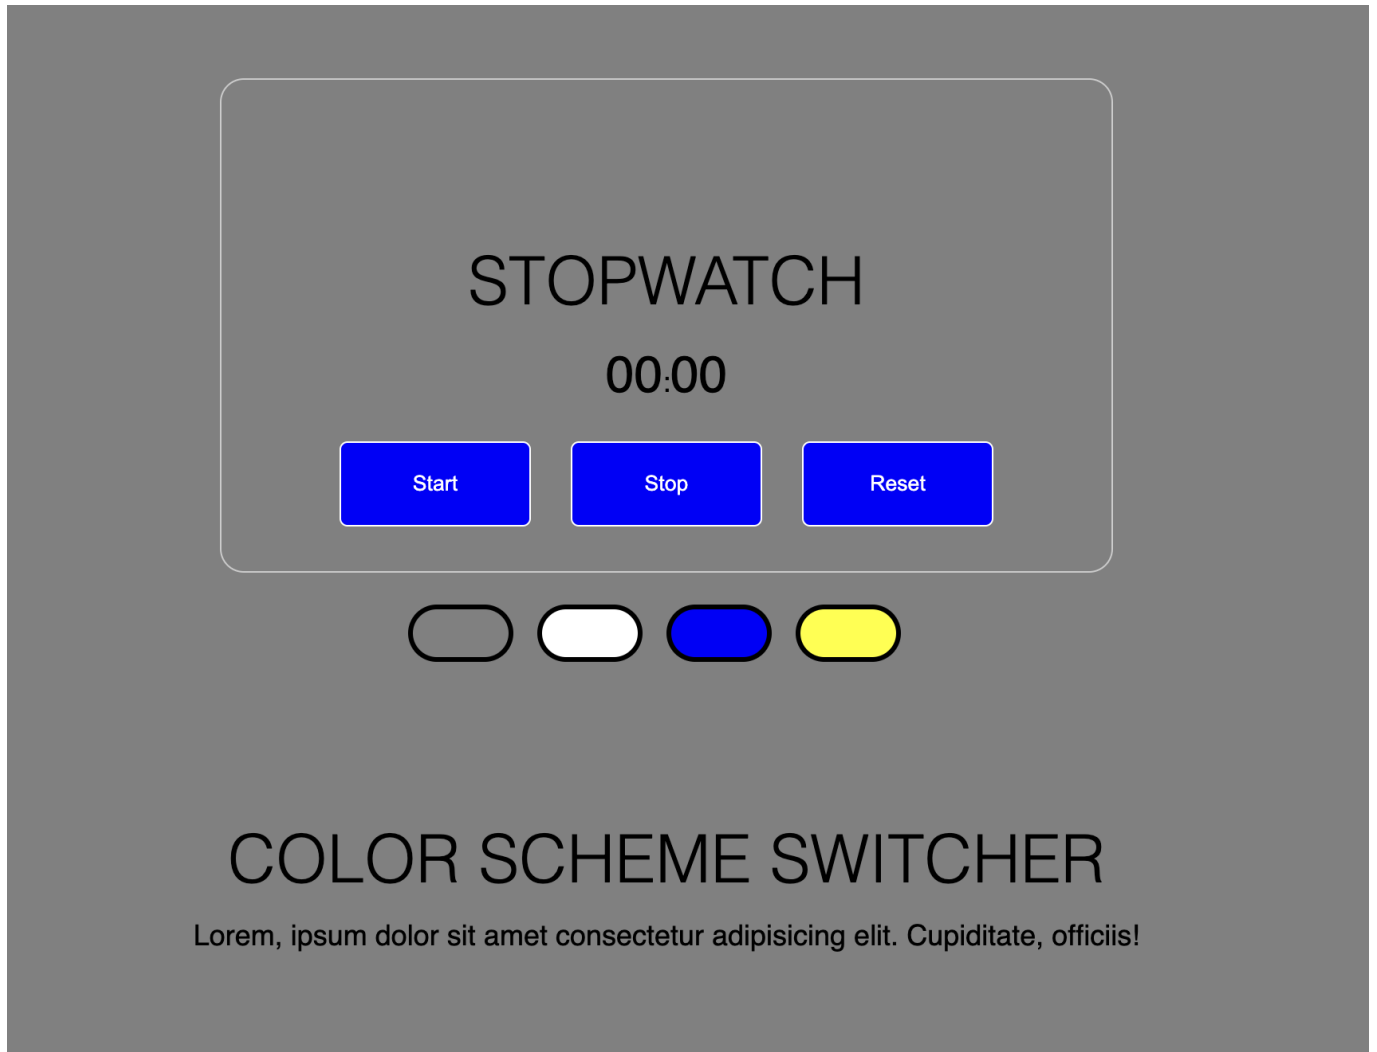 STOPWATCH
00:00
Start Stop Reset
COLOR SCHEME SWITCHER
Lorem, ipsum dolor sit amet consectetur adipisicing elit. Cupiditate, officiis!